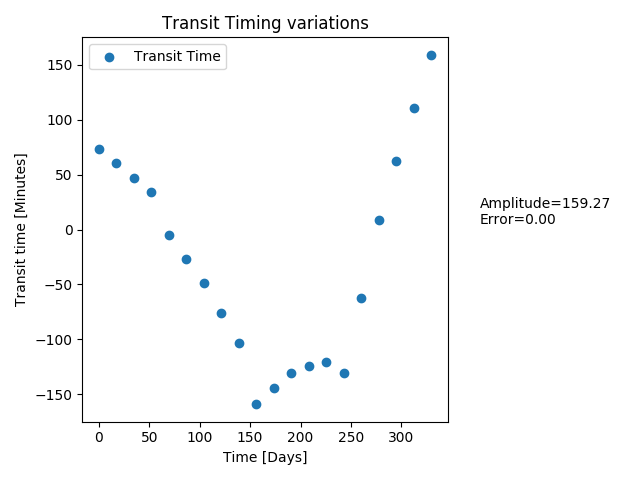 Transit Timing variations
Transit Time
Transit time [Minutes]
150
100
50
0
−50
−100
−150
0 50 100 150 200 250 300
Time [Days]
Amplitude=159.27
Error=0.00